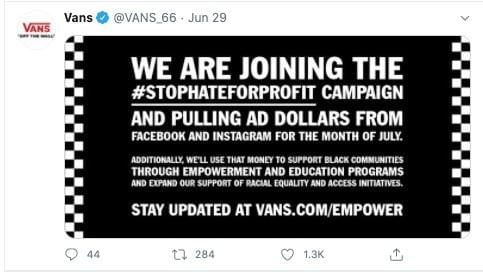 Vans @VANS_66 · Jun 29
VANS
"OFF THE WALL"
WE ARE JOINING THE
#STOPHATEFORPROFIT CAMPAIGN
AND PULLING AD DOLLARS FROM
FACEBOOK AND INSTAGRAM FOR THE MONTH OF JULY.
ADDITIONALLY, WE'LL USE THAT MONEY TO SUPPORT BLACK COMMUNITIES
THROUGH EMPOWERMENT AND EDUCATION PROGRAMS
AND EXPAND OUR SUPPORT OF RACIAL EQUALITY AND ACCESS INITIATIVES.
STAY UPDATED AT VANS.COM/EMPOWER
44 284 1.3K